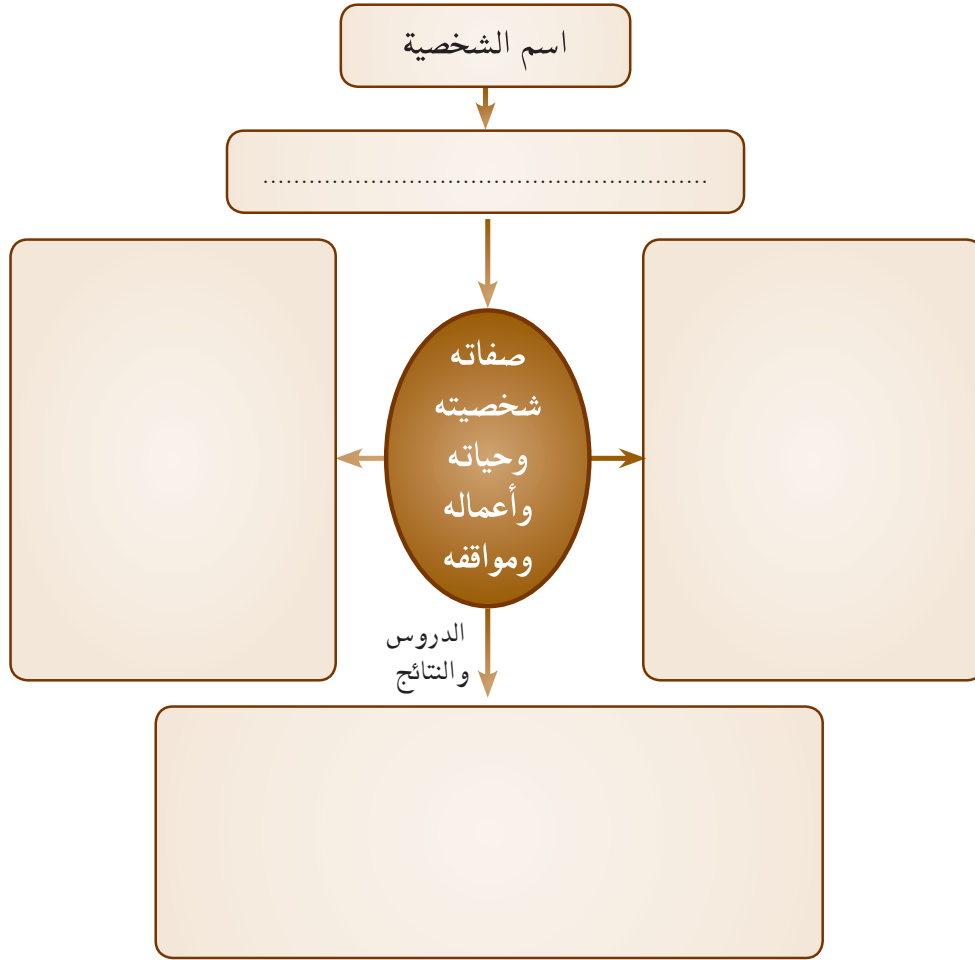 اسم الشخصية
............................................................
صفاته
شخصيته
وحياته
وأعماله
ومواقفه
الدروس
والنتائج